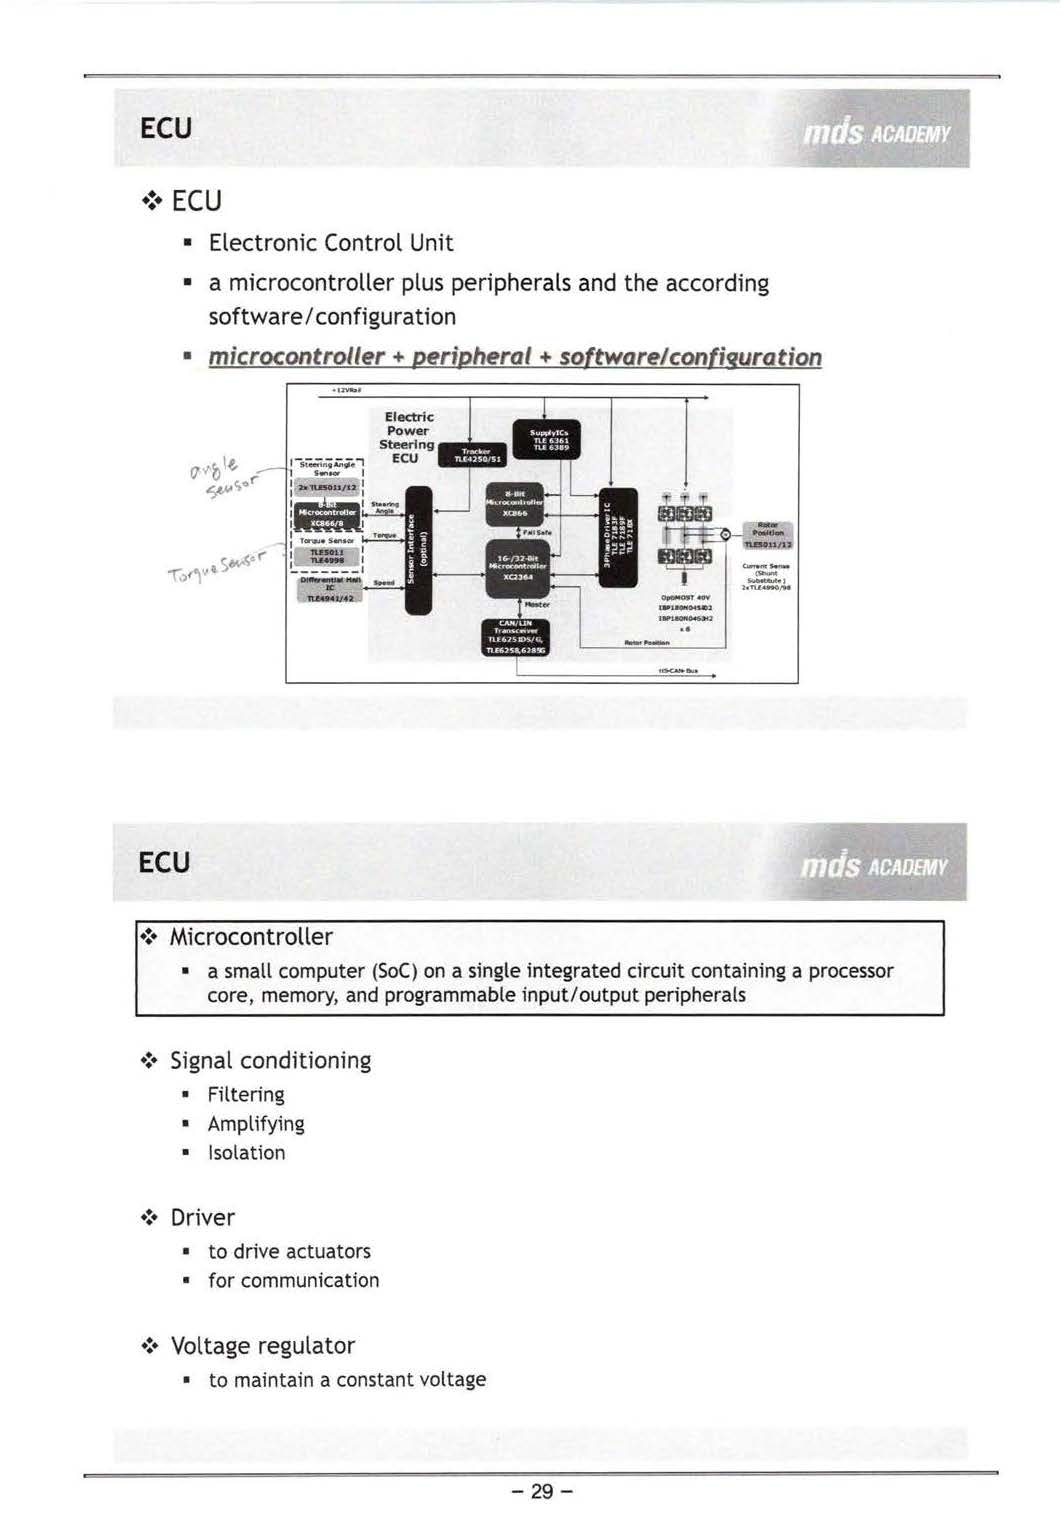 ECU
mds ACADEMY
❖ ECU
▪ Electronic Control Unit
▪ a microcontroller plus peripherals and the according
software/configuration
▪ microcontroller + peripheral + software/configuration
Electric
Power
Steering
ECU
Tracker
TLE4250/51
SupplyICs
TLE 6361
TLE 6389
angle
sensor
Steering Angle
Sensor
2x TLE5011/12
8-Bit
Microcontroller
XC866/8
Steering
Angle
Torque Sensor
TLE5011
TLE4998
Torque
Torque Sensor
Differential Hall
IC
TLE4941/42
Speed
Sensor Interface
(optional)
8-Bit
Microcontroller
XC866
Fail Safe
16-/32-Bit
Microcontroller
XC2364
Master
CAN/LIN
Transceiver
3Phase Driver IC
TLE 7183F
TLE 7189F
TLE 718X
Rotor
Position
TLE5011/12
Current Sense
(Shunt
Substitute)
2xTLE4990/98
OptiMOST 40V
x 6
Rotor Position
HS-CAN-Bus
ECU
mds ACADEMY
❖ Microcontroller
▪ a small computer (SoC) on a single integrated circuit containing a processor
core, memory, and programmable input/output peripherals
❖ Signal conditioning
▪ Filtering
▪ Amplifying
▪ Isolation
❖ Driver
▪ to drive actuators
▪ for communication
❖ Voltage regulator
▪ to maintain a constant voltage
- 29 -